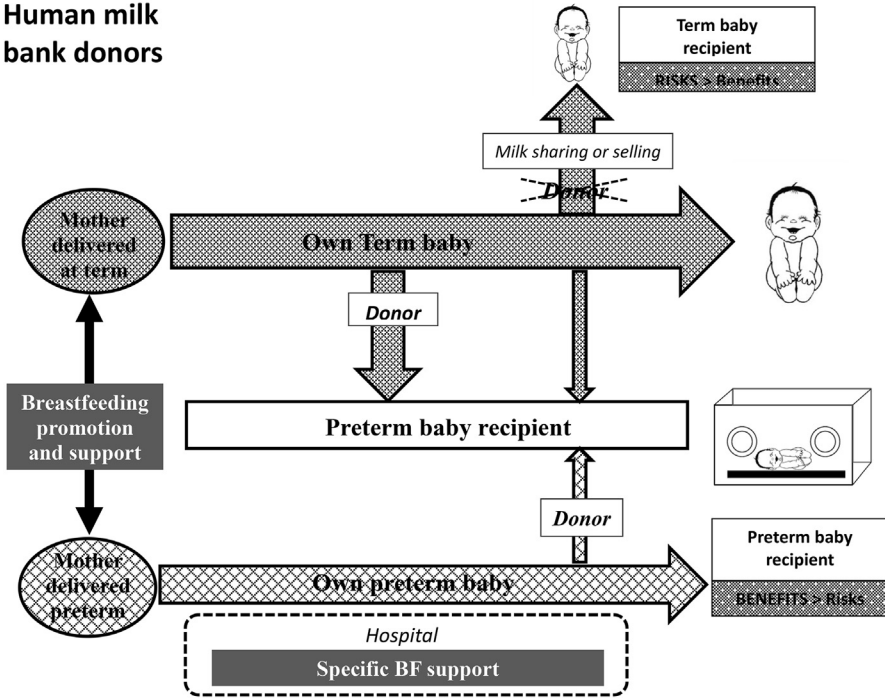 Human milk
bank donors
Term baby
recipient
RISKS > Benefits
Milk sharing or selling
Donor
Mother
delivered
at term
Own Term baby
Donor
Breastfeeding
promotion
and support
Preterm baby recipient
Donor
Mother
delivered
preterm
Own preterm baby
Preterm baby
recipient
BENEFITS > Risks
Hospital
Specific BF support